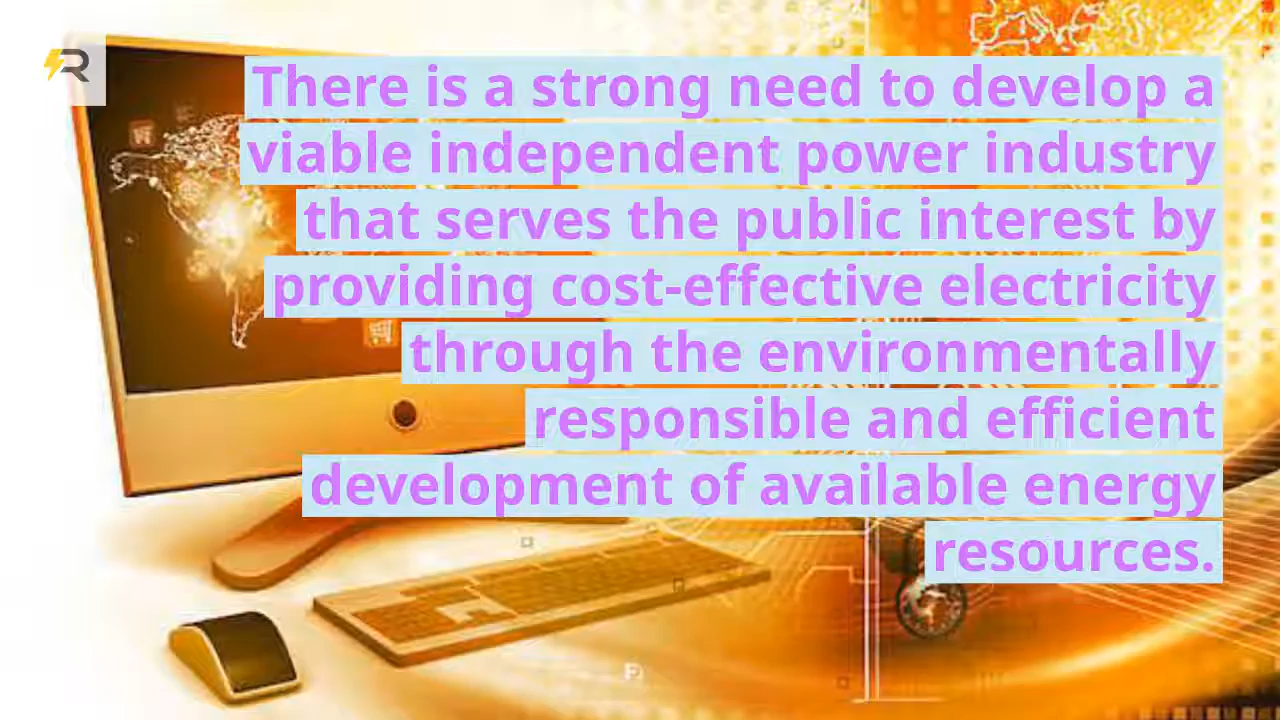 R
There is a strong need to develop a
viable independent power industry
that serves the public interest by
providing cost-effective electricity
through the environmentally
responsible and efficient
development of available energy
resources.